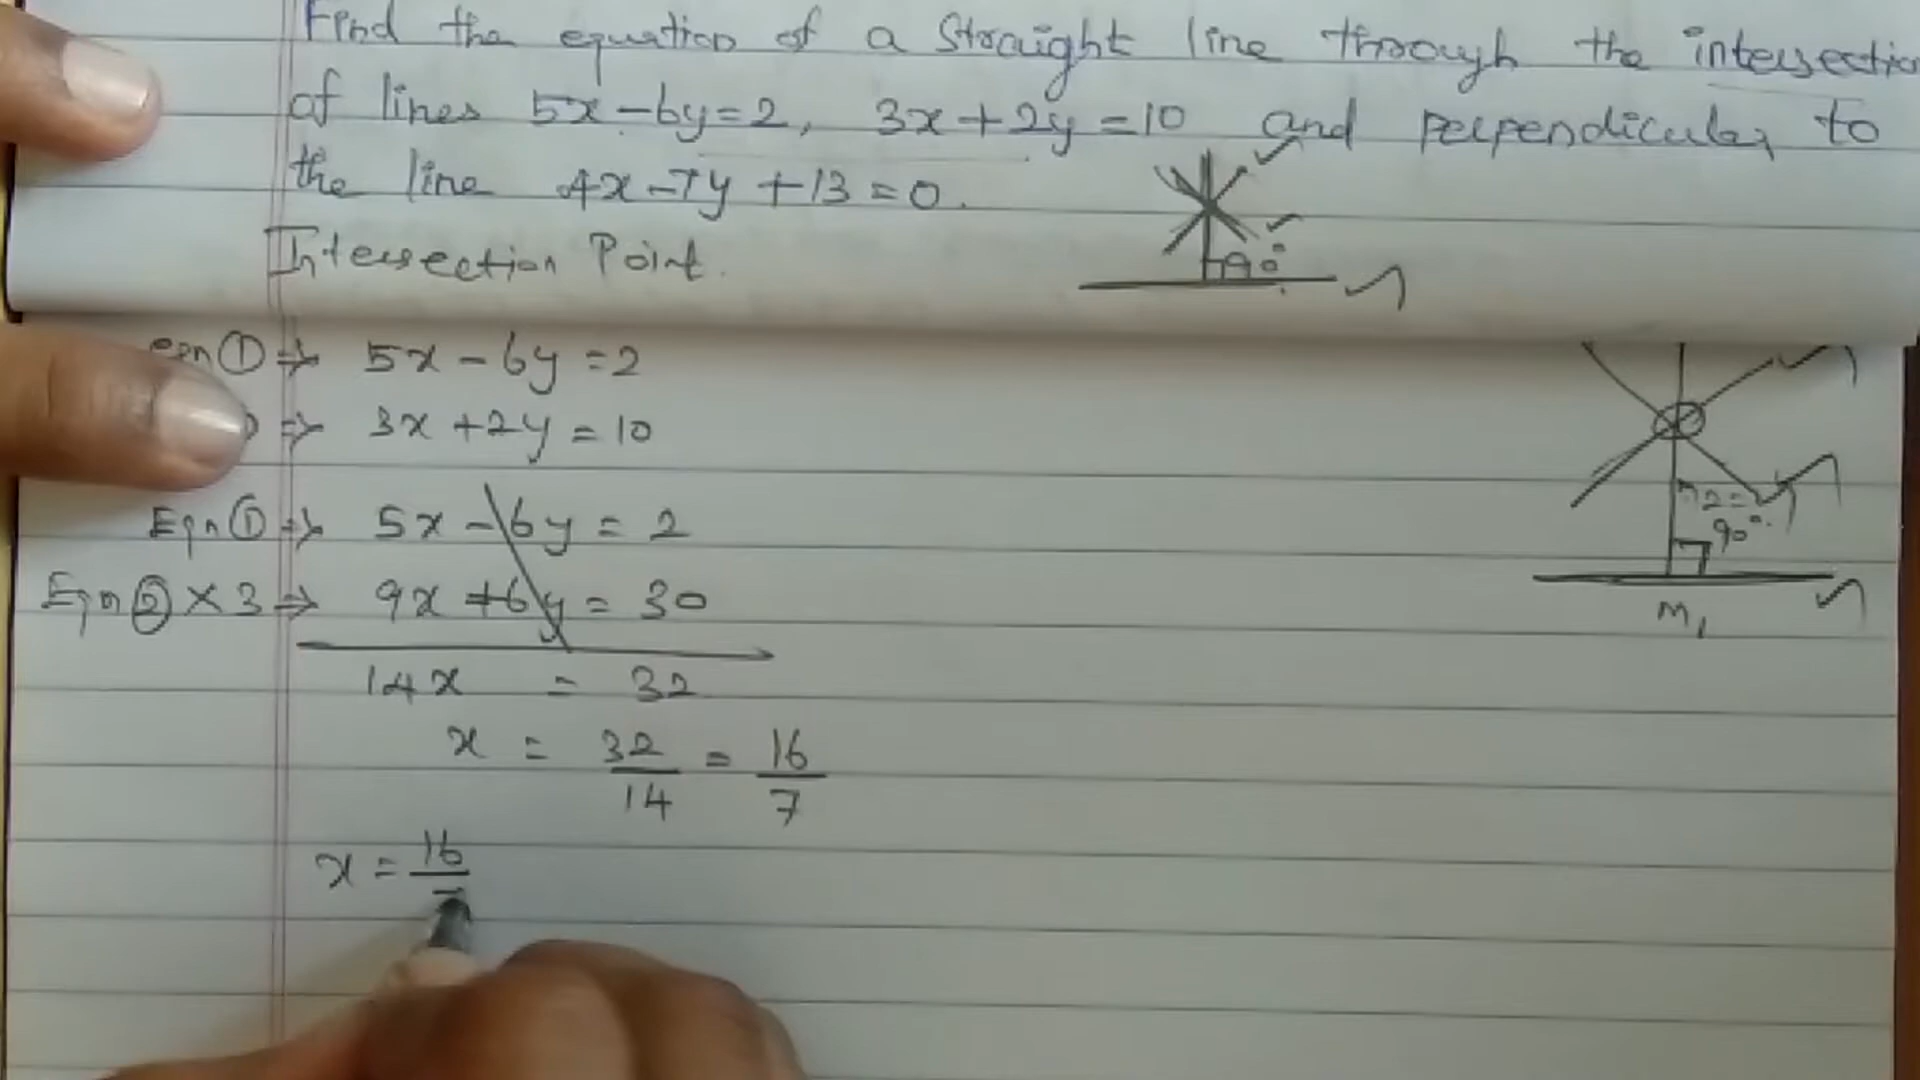 Find the equation of a straight line through the intersection
of lines 5x-6y=2, 3x+2y=10 and perpendicular to
the line 4x-7y+13=0.
Intersection Point.
90°
eqn ① ⇒ 5x-6y=2
⇒ 3x+2y=10
Eqn ① ⇒ 5x-6y=2
Eqn ② × 3 ⇒ 9x+6y=30
14x = 32
x = 32/14 = 16/7
x = 16/
m2=
90°
m1